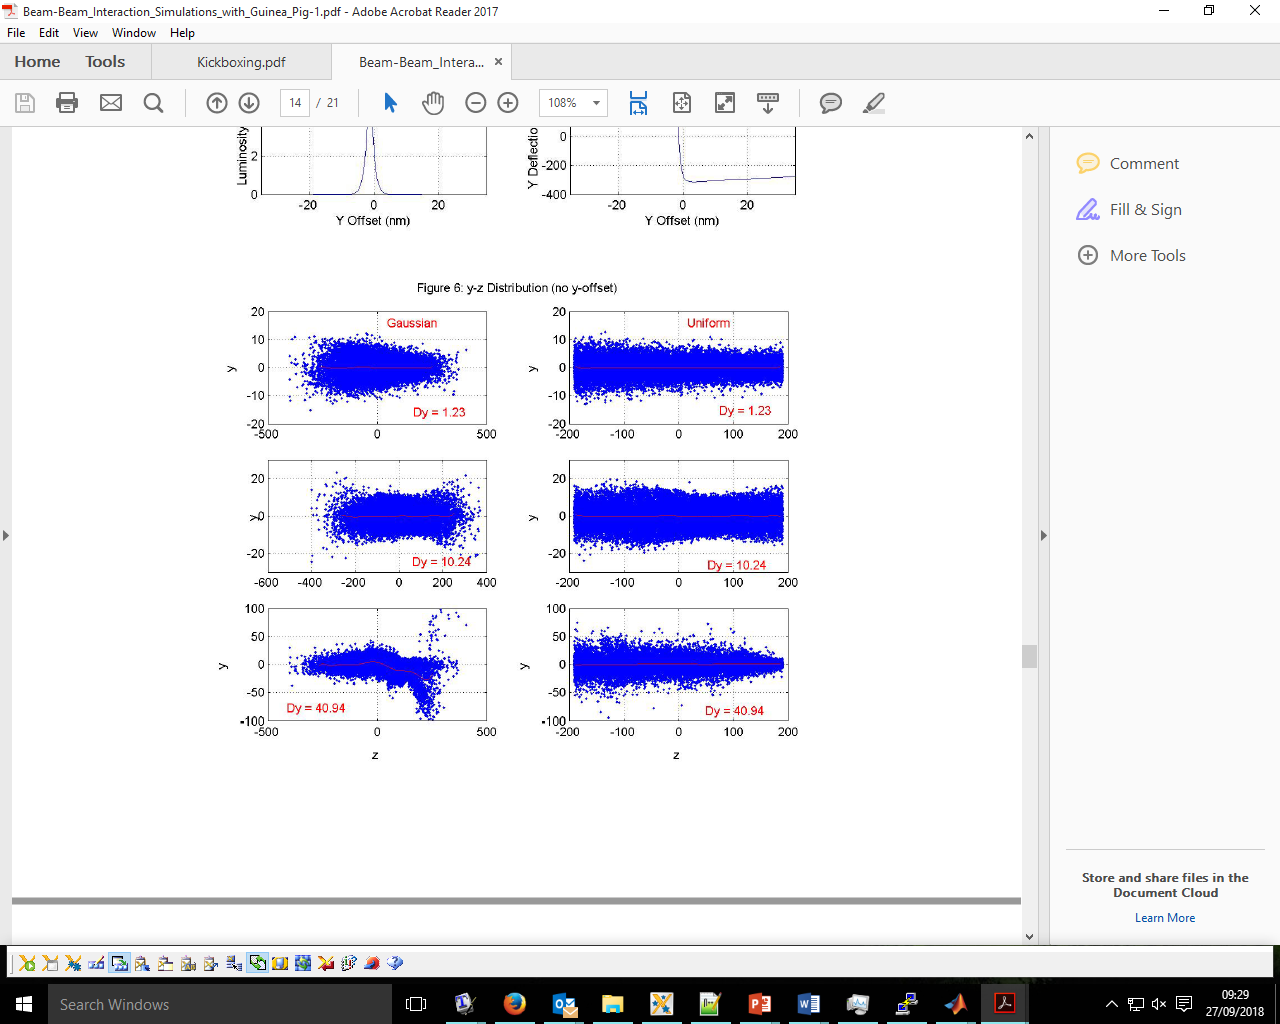 Beam-Beam_Interaction_Simulations_with_Guinea_Pig-1.pdf - Adobe Acrobat Reader 2017
File Edit View Window Help
Home Tools Kickboxing.pdf Beam-Beam_Intera... ×
14 / 21 108%
Luminosity 2 0
-20 0 20
Y Offset (nm)
Y Deflectio 0 -200 -400
-20 0 20
Y Offset (nm)
Figure 6: y-z Distribution (no y-offset)
20 10 0 -10 -20
y
Gaussian
Dy = 1.23
-500 0 500
20 10 0 -10 -20
y
Uniform
Dy = 1.23
-200 -100 0 100 200
20 0 -20
y
Dy = 10.24
-600 -400 -200 0 200 400
20 0 -20
y
Dy = 10.24
-200 -100 0 100 200
100 50 0 -50 -100
y
Dy = 40.94
-500 0 500
z
100 50 0 -50 -100
y
Dy = 40.94
-200 -100 0 100 200
z
Comment
Fill & Sign
More Tools
Store and share files in the
Document Cloud
Learn More
Search Windows
09:29
27/09/2018